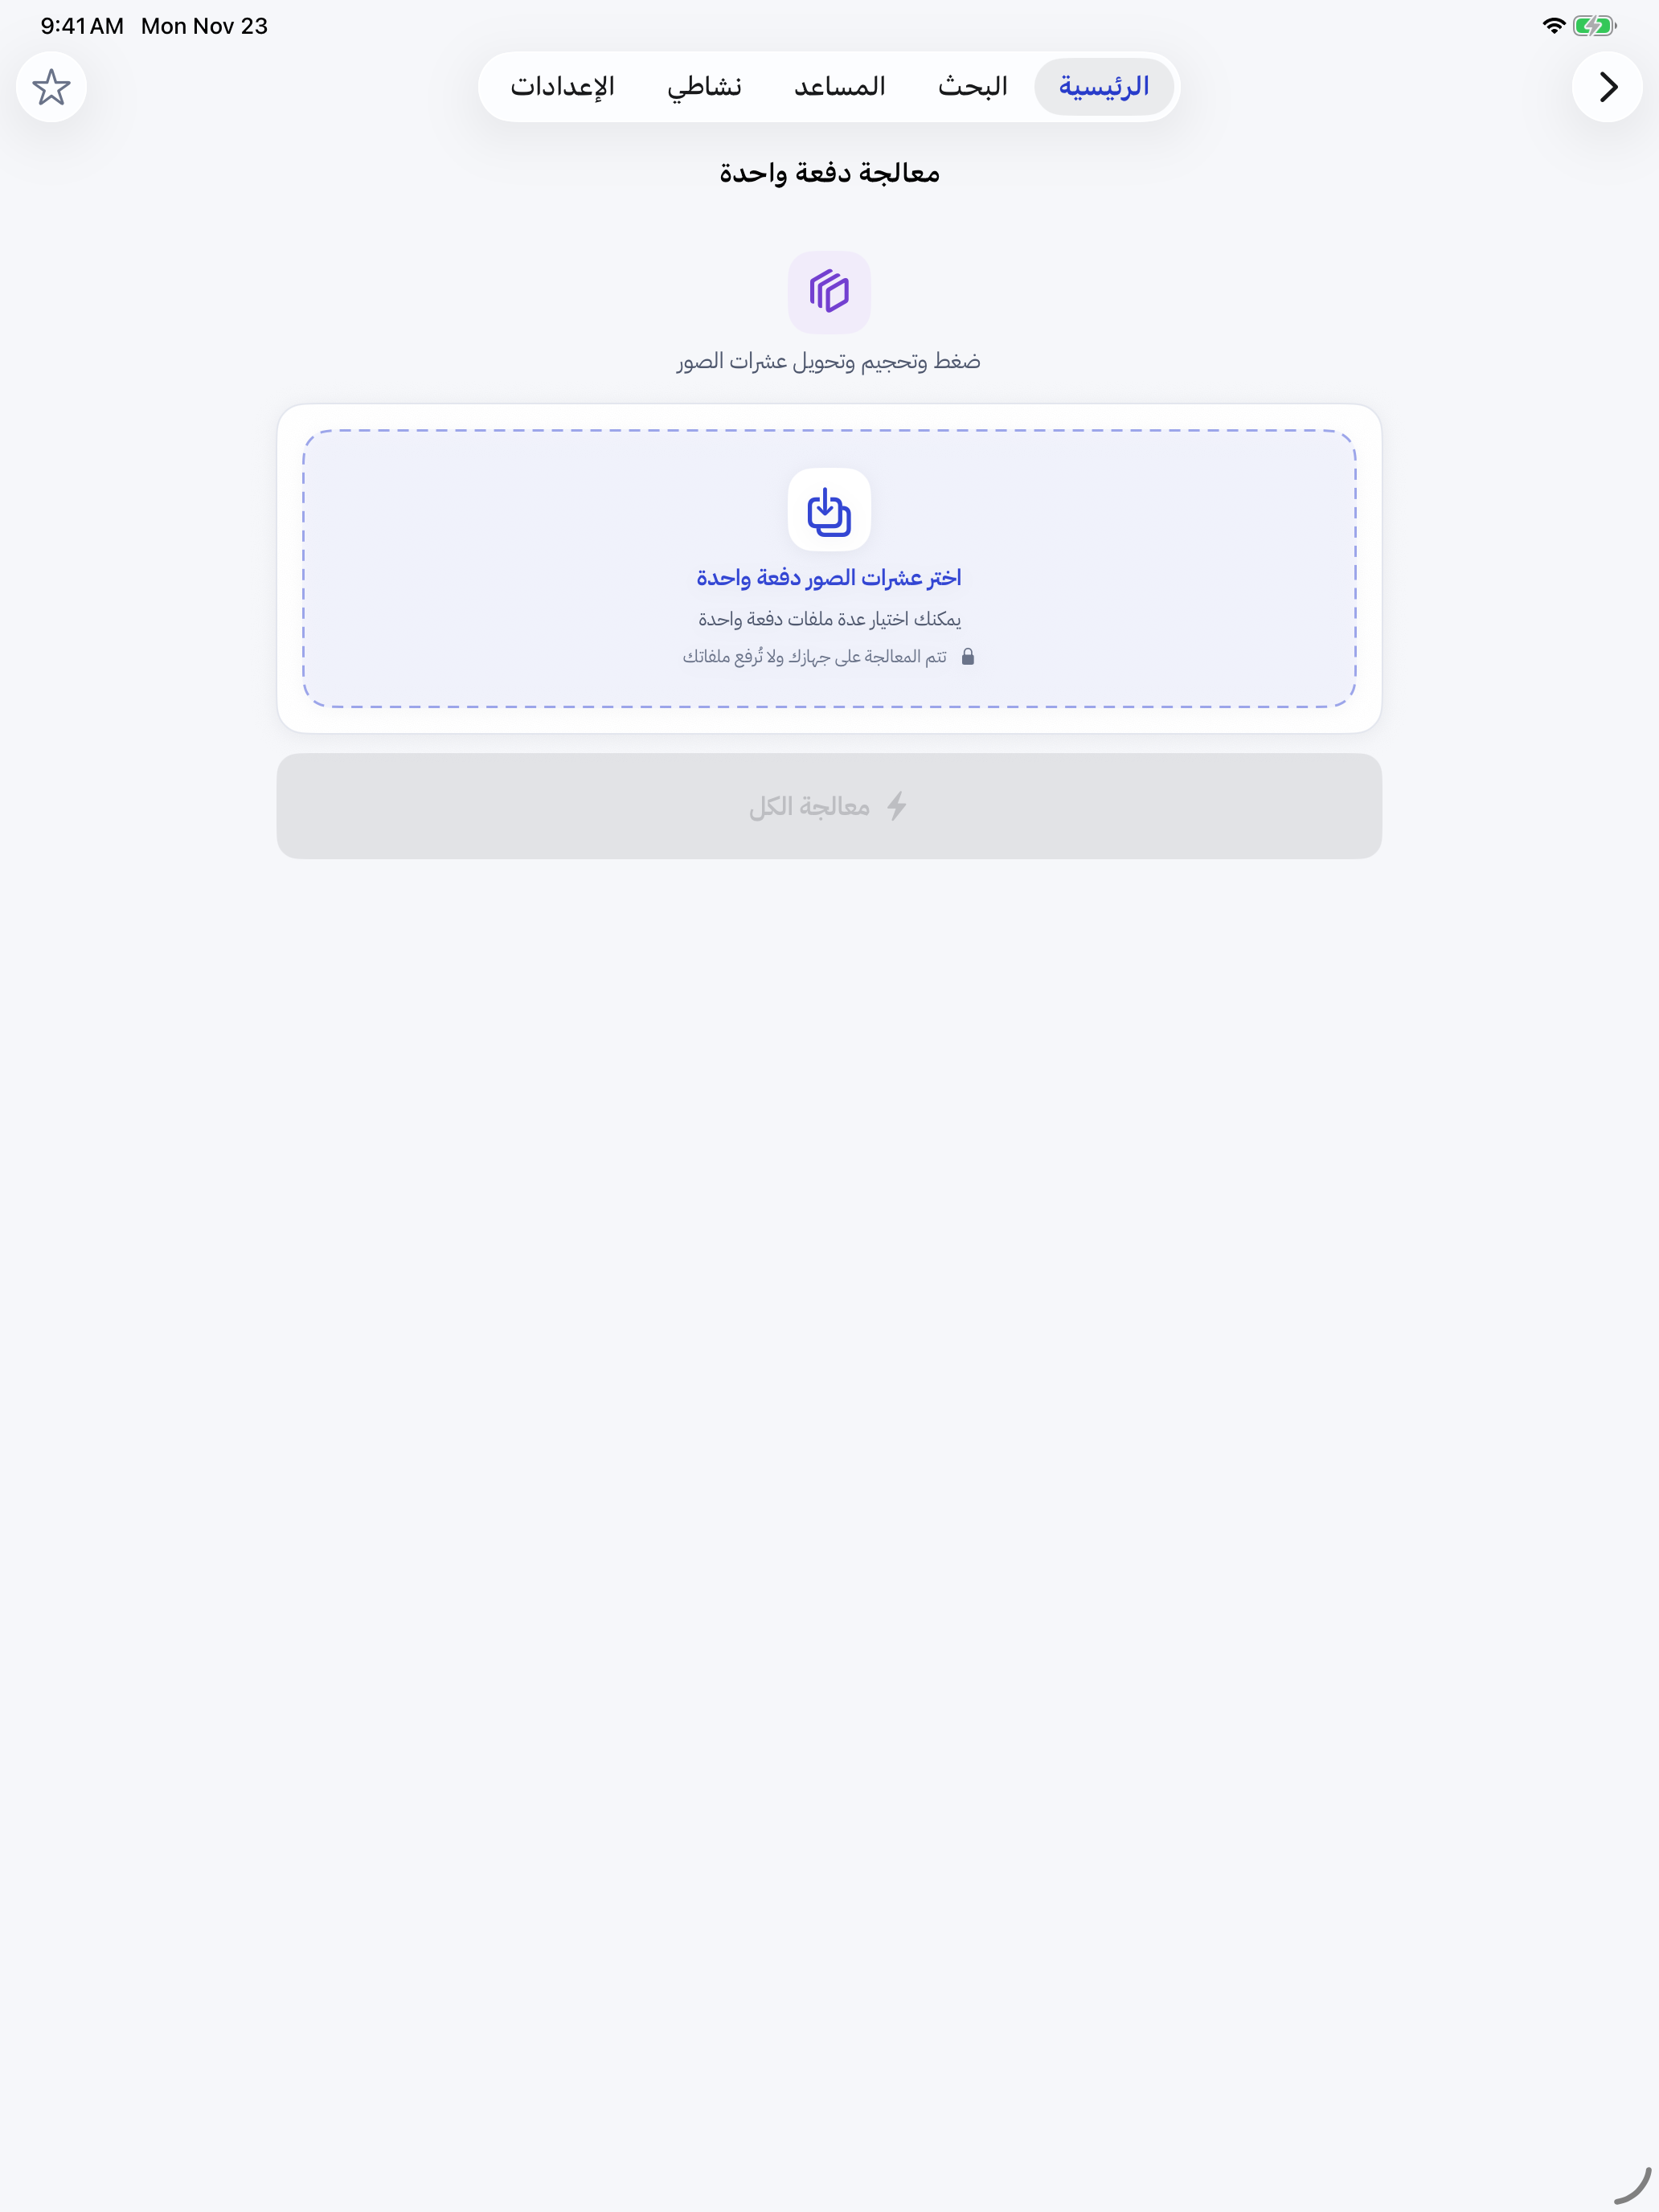 9:41 AM Mon Nov 23
الرئيسية البحث المساعد نشاطي الإعدادات
معالجة دفعة واحدة
ضغط وتحجيم وتحويل عشرات الصور
اختر عشرات الصور دفعة واحدة
يمكنك اختيار عدة ملفات دفعة واحدة
تتم المعالجة على جهازك ولا تُرفع ملفاتك
معالجة الكل